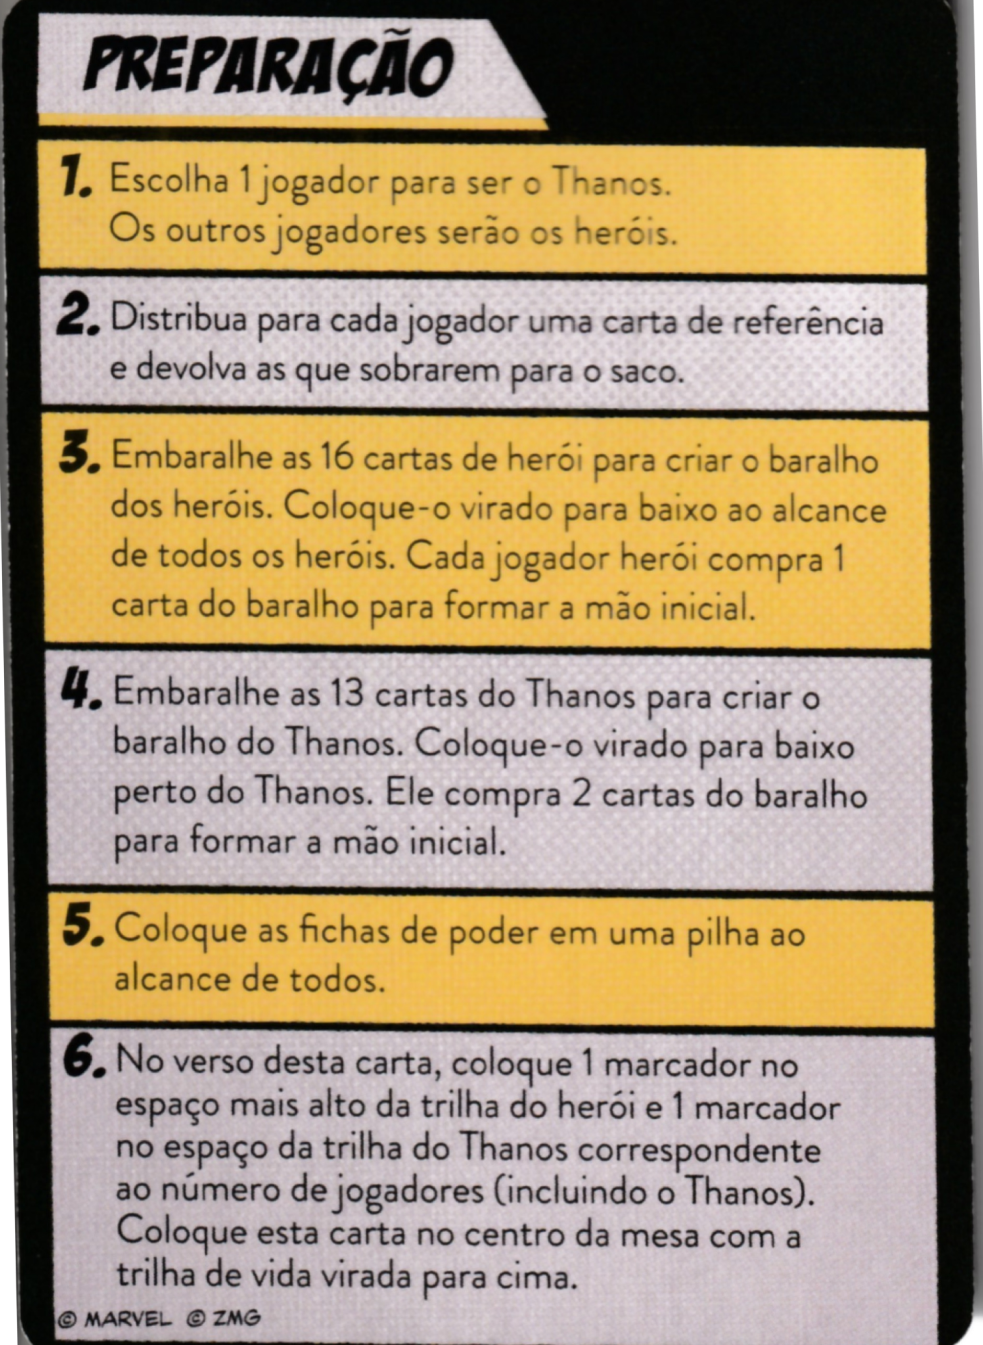 PREPARAÇÃO
1. Escolha 1 jogador para ser o Thanos.
Os outros jogadores serão os heróis.
2. Distribua para cada jogador uma carta de referência
e devolva as que sobrarem para o saco.
3. Embaralhe as 16 cartas de herói para criar o baralho
dos heróis. Coloque-o virado para baixo ao alcance
de todos os heróis. Cada jogador herói compra 1
carta do baralho para formar a mão inicial.
4. Embaralhe as 13 cartas do Thanos para criar o
baralho do Thanos. Coloque-o virado para baixo
perto do Thanos. Ele compra 2 cartas do baralho
para formar a mão inicial.
5. Coloque as fichas de poder em uma pilha ao
alcance de todos.
6. No verso desta carta, coloque 1 marcador no
espaço mais alto da trilha do herói e 1 marcador
no espaço da trilha do Thanos correspondente
ao número de jogadores (incluindo o Thanos).
Coloque esta carta no centro da mesa com a
trilha de vida virada para cima.
© MARVEL © ZMG